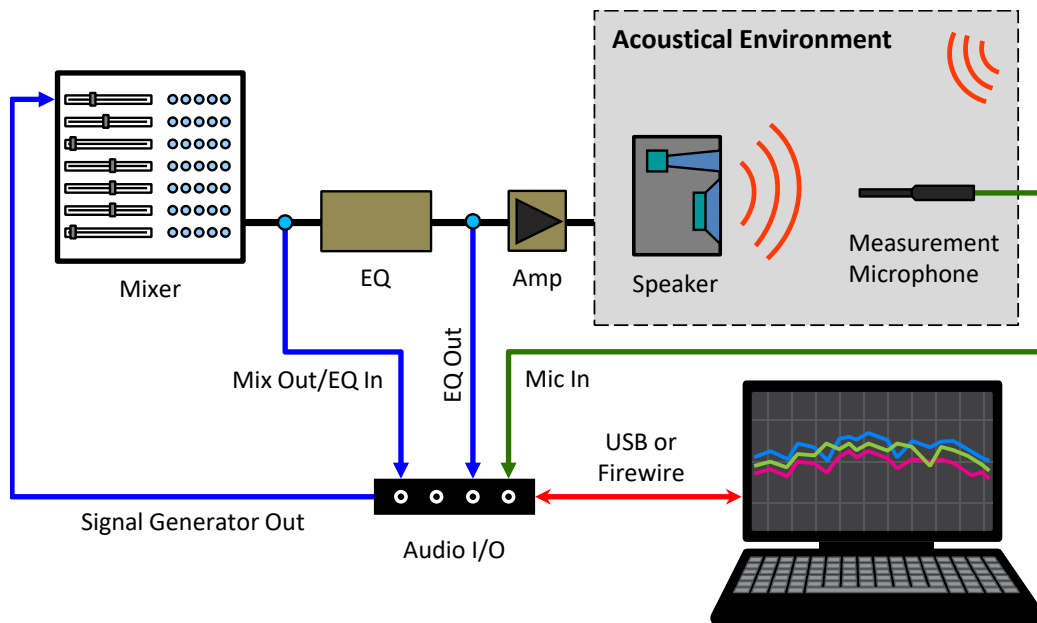 Acoustical Environment
Mixer
EQ
Amp
Speaker
Measurement
Microphone
Mix Out/EQ In
EQ Out
Mic In
USB or
Firewire
Signal Generator Out
Audio I/O